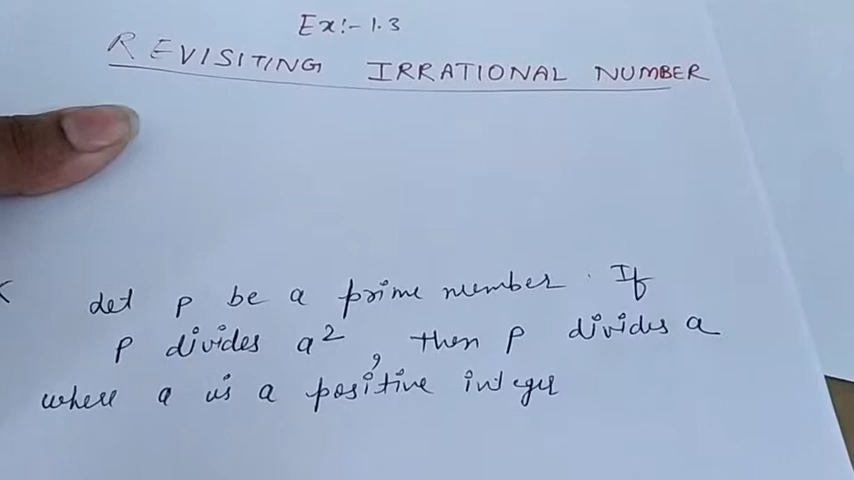 Ex:- 1.3
REVISITING IRRATIONAL NUMBER
Let p be a prime number. If
p divides a², then p divides a
where a is a positive integer